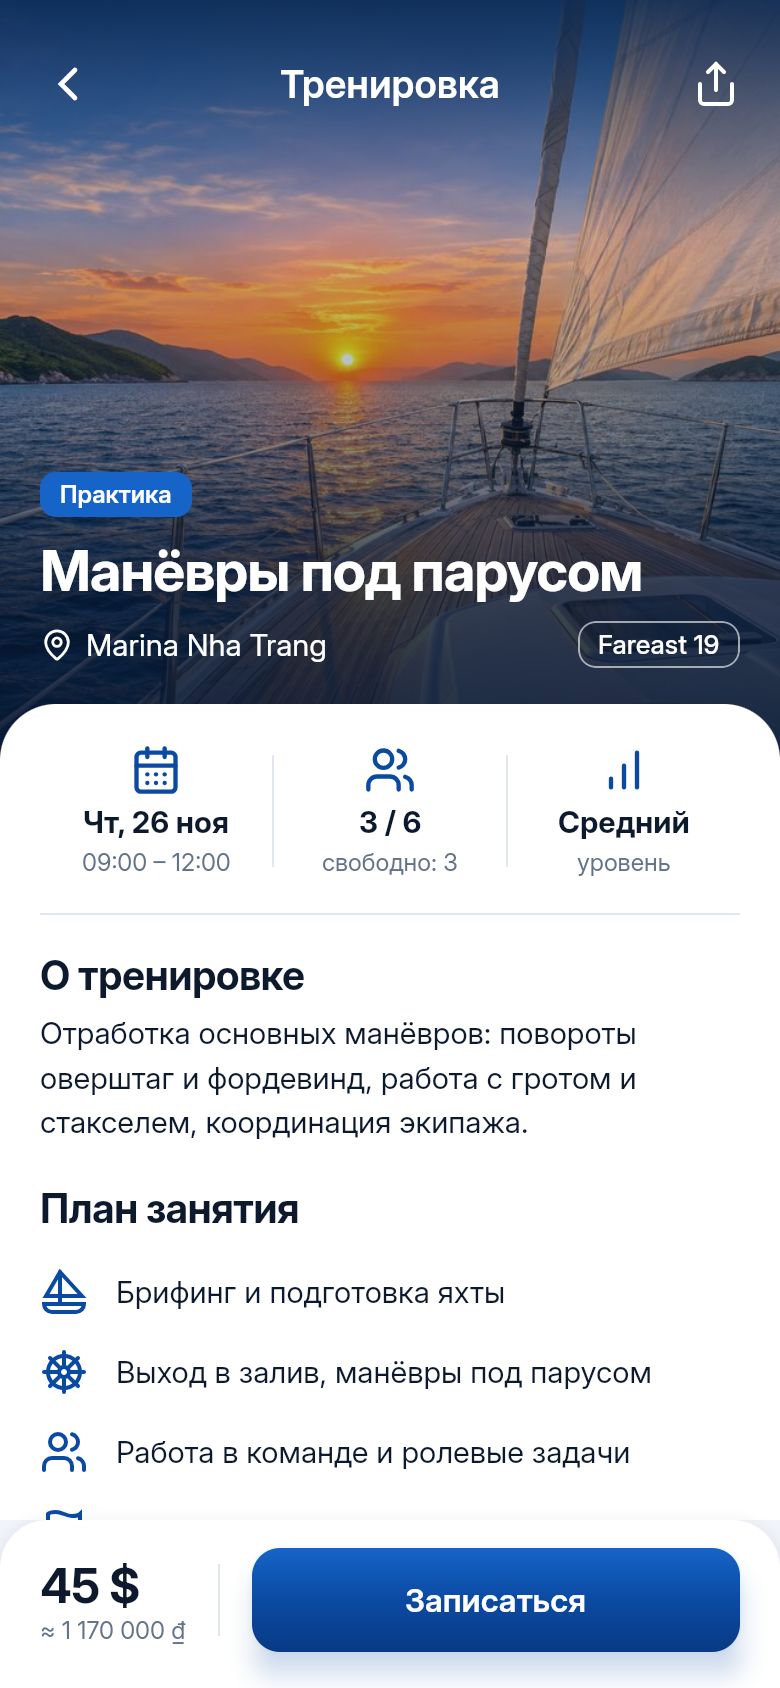 Тренировка
Практика
Манёвры под парусом
Marina Nha Trang
Fareast 19
Чт, 26 ноя
09:00 – 12:00
3 / 6
свободно: 3
Средний
уровень
О тренировке
Отработка основных манёвров: повороты
оверштаг и фордевинд, работа с гротом и
стакселем, координация экипажа.
План занятия
Брифинг и подготовка яхты
Выход в залив, манёвры под парусом
Работа в команде и ролевые задачи
45 $
≈ 1 170 000 ₫
Записаться